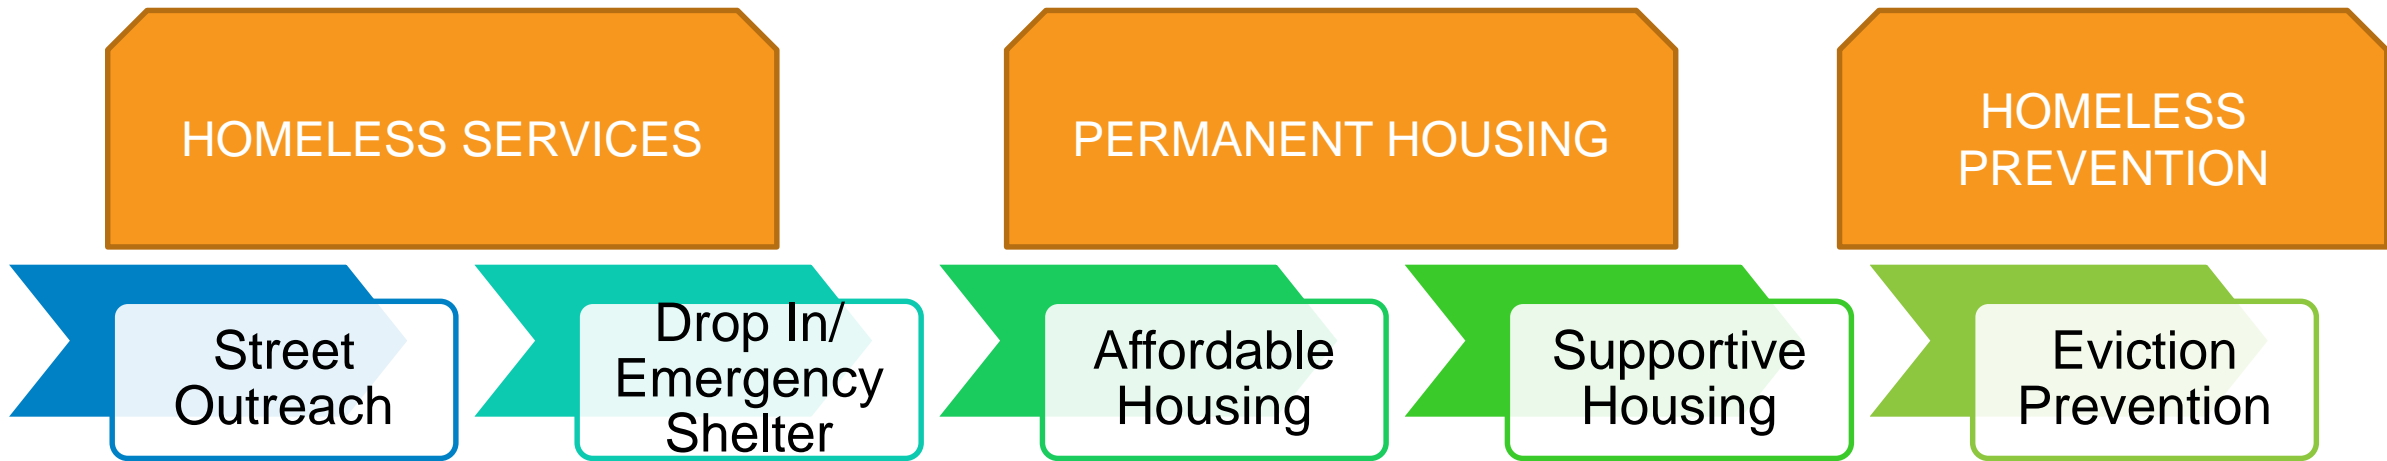 HOMELESS SERVICES
PERMANENT HOUSING
HOMELESS
PREVENTION
Street
Outreach
Drop In/
Emergency
Shelter
Affordable
Housing
Supportive
Housing
Eviction
Prevention